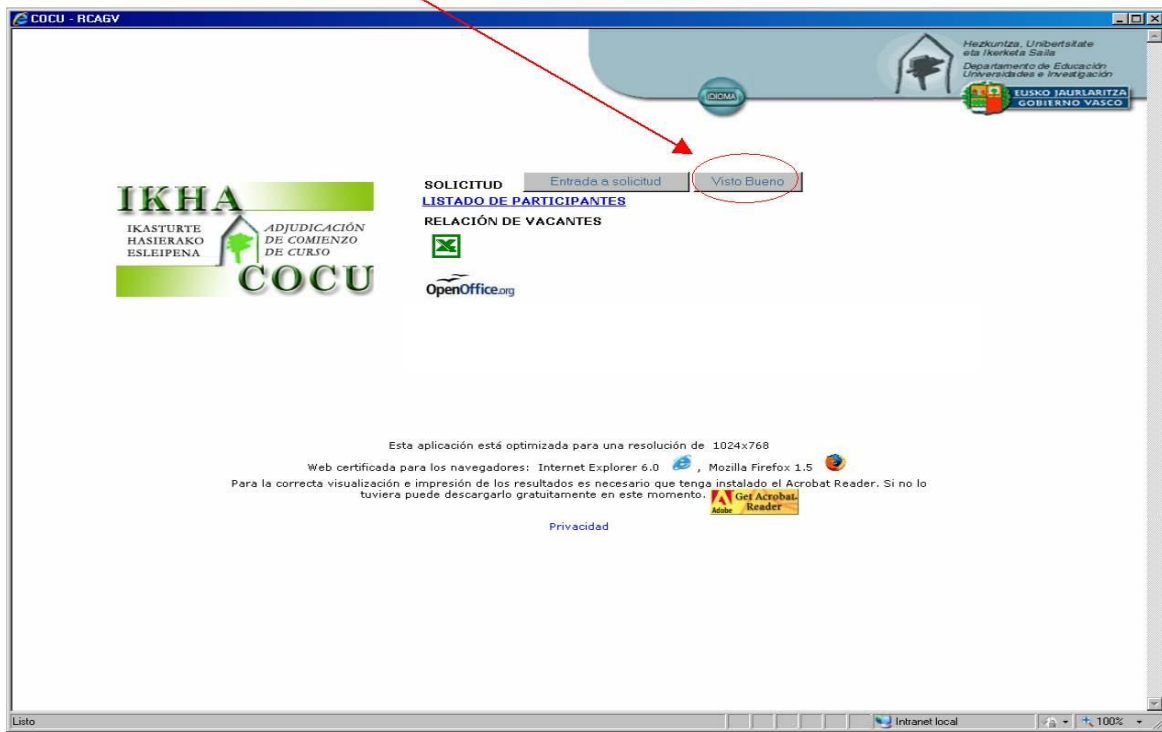 COCU - RCAGV
Hezkuntza, Unibertsitate
eta Ikerketa Saila
Departamento de Educación
Universidades e Investigación
IDIOMA
EUSKO JAURLARITZA
GOBIERNO VASCO
SOLICITUD
Entrada a solicitud
Visto Bueno
LISTADO DE PARTICIPANTES
RELACIÓN DE VACANTES
OpenOffice.org
IKHA
IKASTURTE
HASIERAKO
ESLEIPENA
ADJUDICACIÓN
DE COMIENZO
DE CURSO
COCU
Esta aplicación está optimizada para una resolución de 1024x768
Web certificada para los navegadores: Internet Explorer 6.0 , Mozilla Firefox 1.5
Para la correcta visualización e impresión de los resultados es necesario que tenga instalado el Acrobat Reader. Si no lo
tuviera puede descargarlo gratuitamente en este momento.
Get Acrobat
Reader
Adobe
Privacidad
Listo
Intranet local
100%